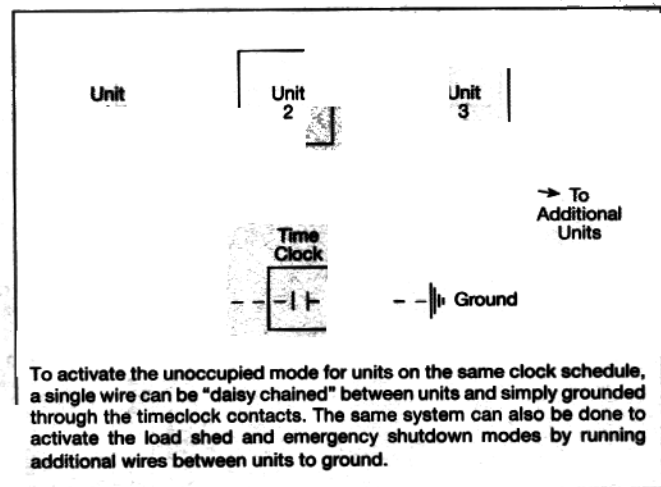 Unit
Unit
2
Unit
3
To
Additional
Units
Time
Clock
Ground
To activate the unoccupied mode for units on the same clock schedule,
a single wire can be "daisy chained" between units and simply grounded
through the timeclock contacts. The same system can also be done to
activate the load shed and emergency shutdown modes by running
additional wires between units to ground.